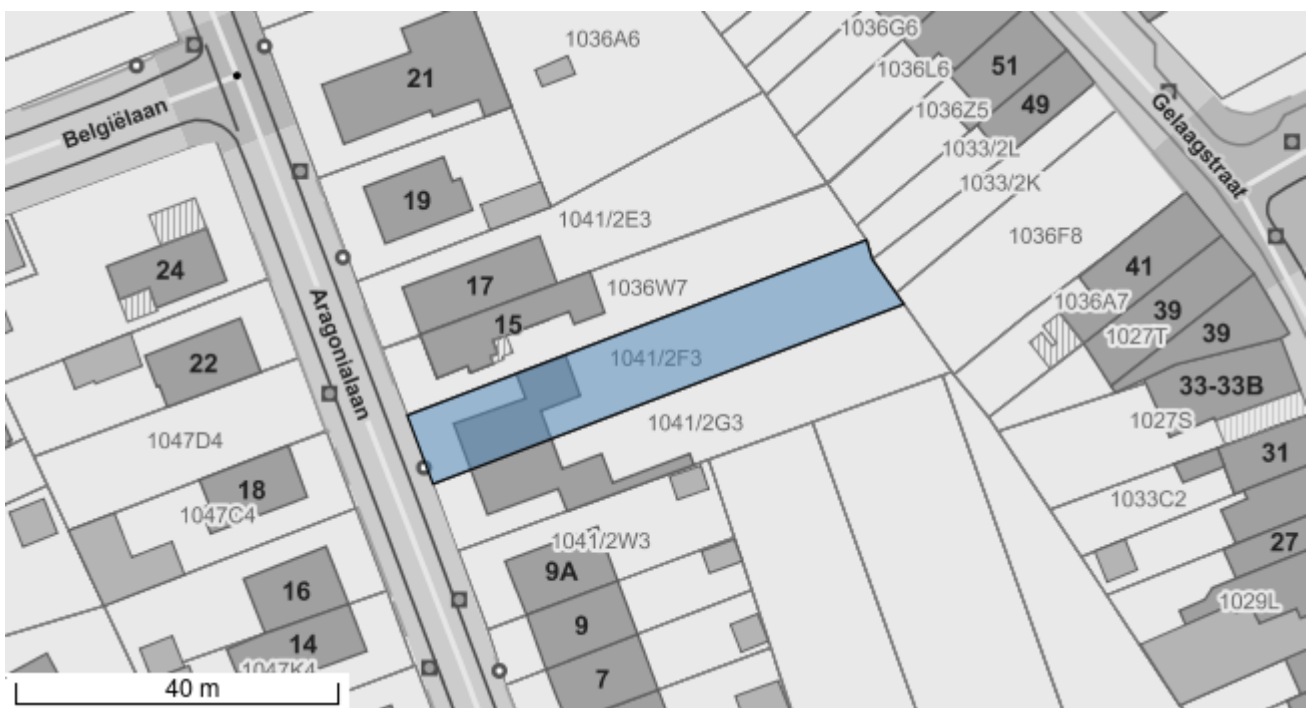 1036G6
1036A6
51
1036L6
21
49
1036Z5
Gelaagstraat
Belgiëlaan
1033/2L
1033/2K
19
1041/2E3
1036F8
24
41
17
1036W7
1036A7
39
15
Aragonialaan
39
1027T
22
1041/2F3
33-33B
1041/2G3
1027S
1047D4
31
18
1033C2
1047C4
1041/2W3
27
9A
16
1029L
9
14
1047K4
7
40 m